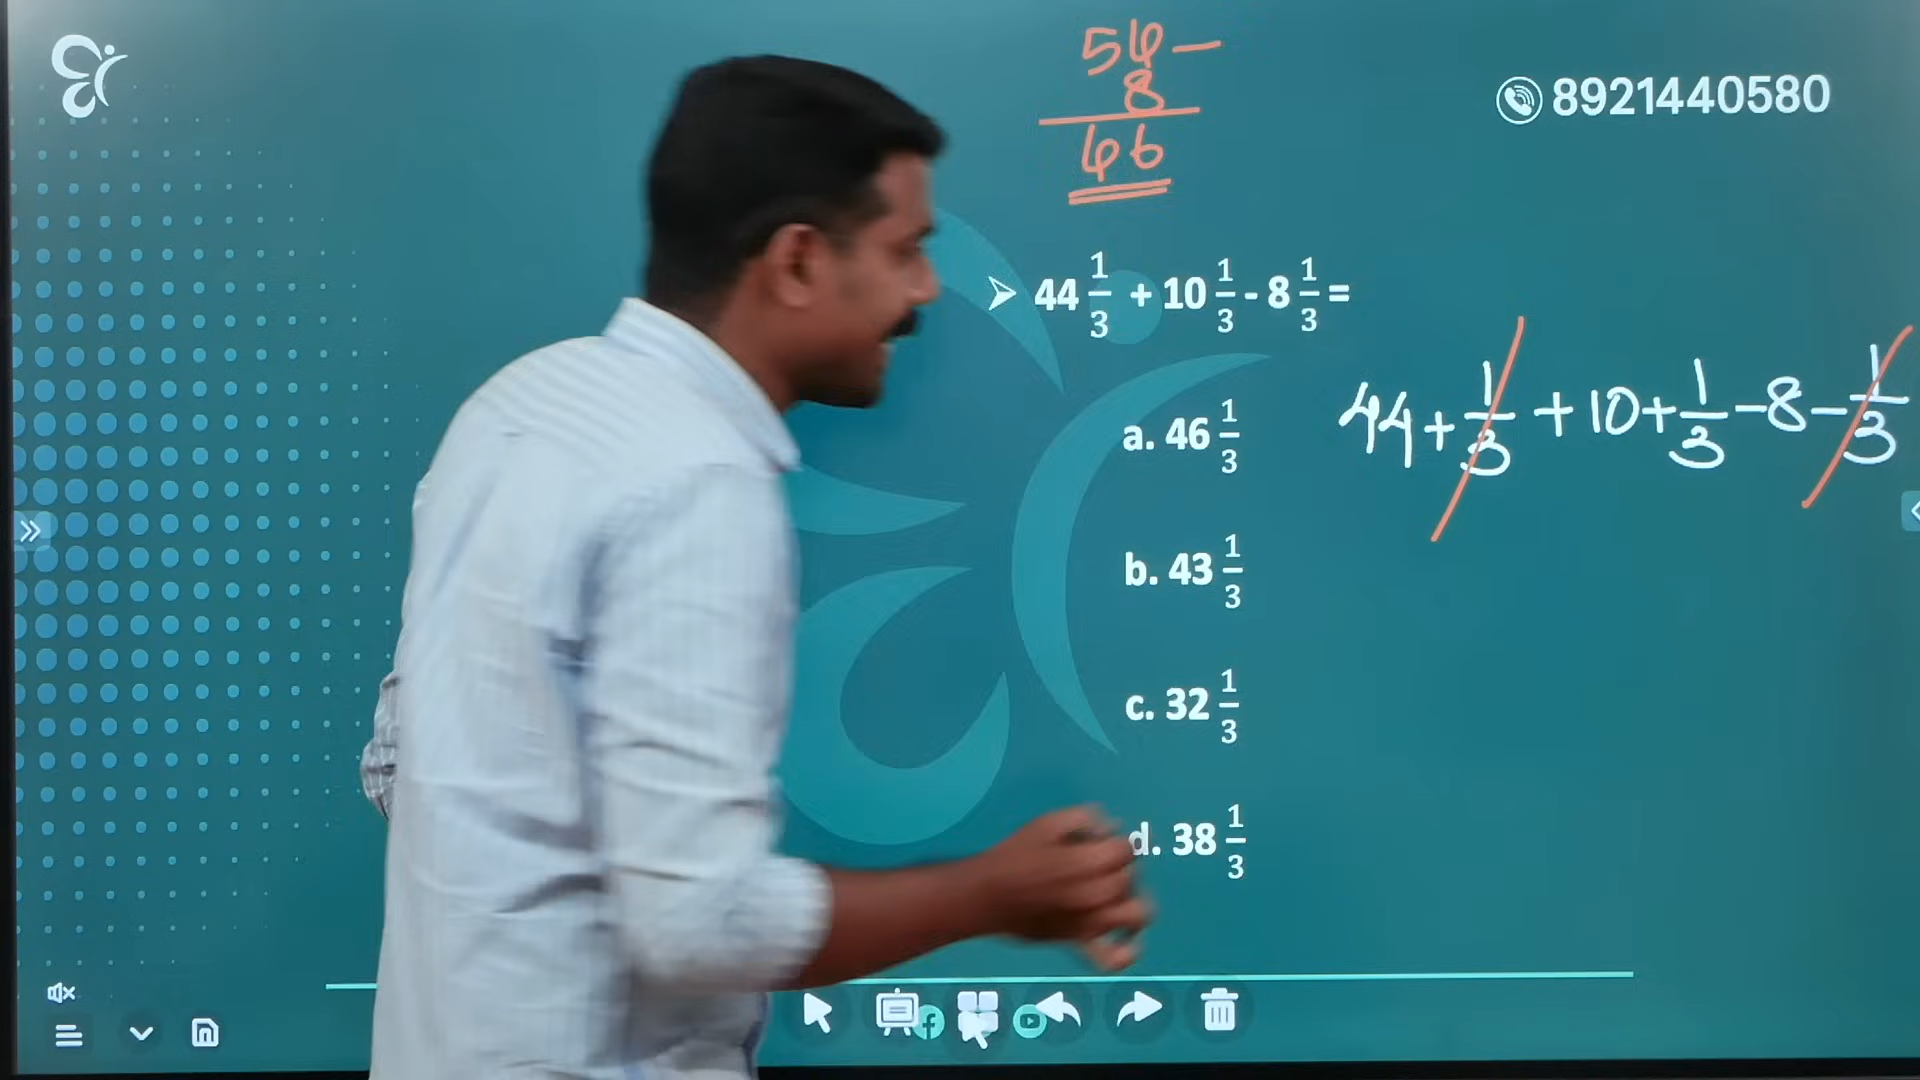 54 -
8
46
8921440580
➢ 44 1/3 + 10 1/3 - 8 1/3 =
44 + 1/3 + 10 + 1/3 - 8 - 1/3
a. 46 1/3
b. 43 1/3
c. 32 1/3
d. 38 1/3